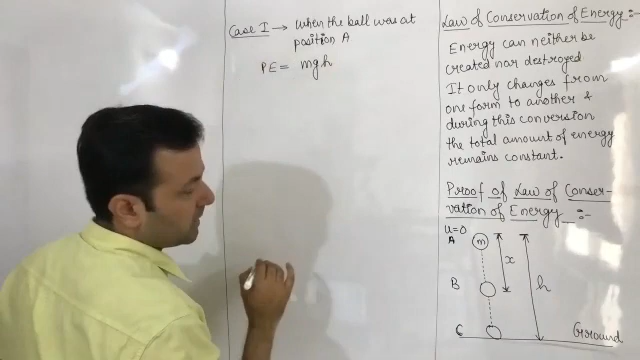 Case I → when the ball was at
position A
PE = mgh
Law of Conservation of Energy :-
Energy can neither be
created nor destroyed
It only changes from
one form to another &
during this conversion
the total amount of energy
remains constant.
Proof of Law of Conser-
vation of Energy :-
u=0
A
m
x
B
h
C
Ground